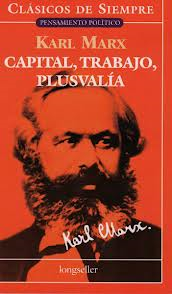 CLÁSICOS DE SIEMPRE
PENSAMIENTO POLÍTICO
KARL MARX
CAPITAL, TRABAJO,
PLUSVALÍA
Karl Marx.
longseller